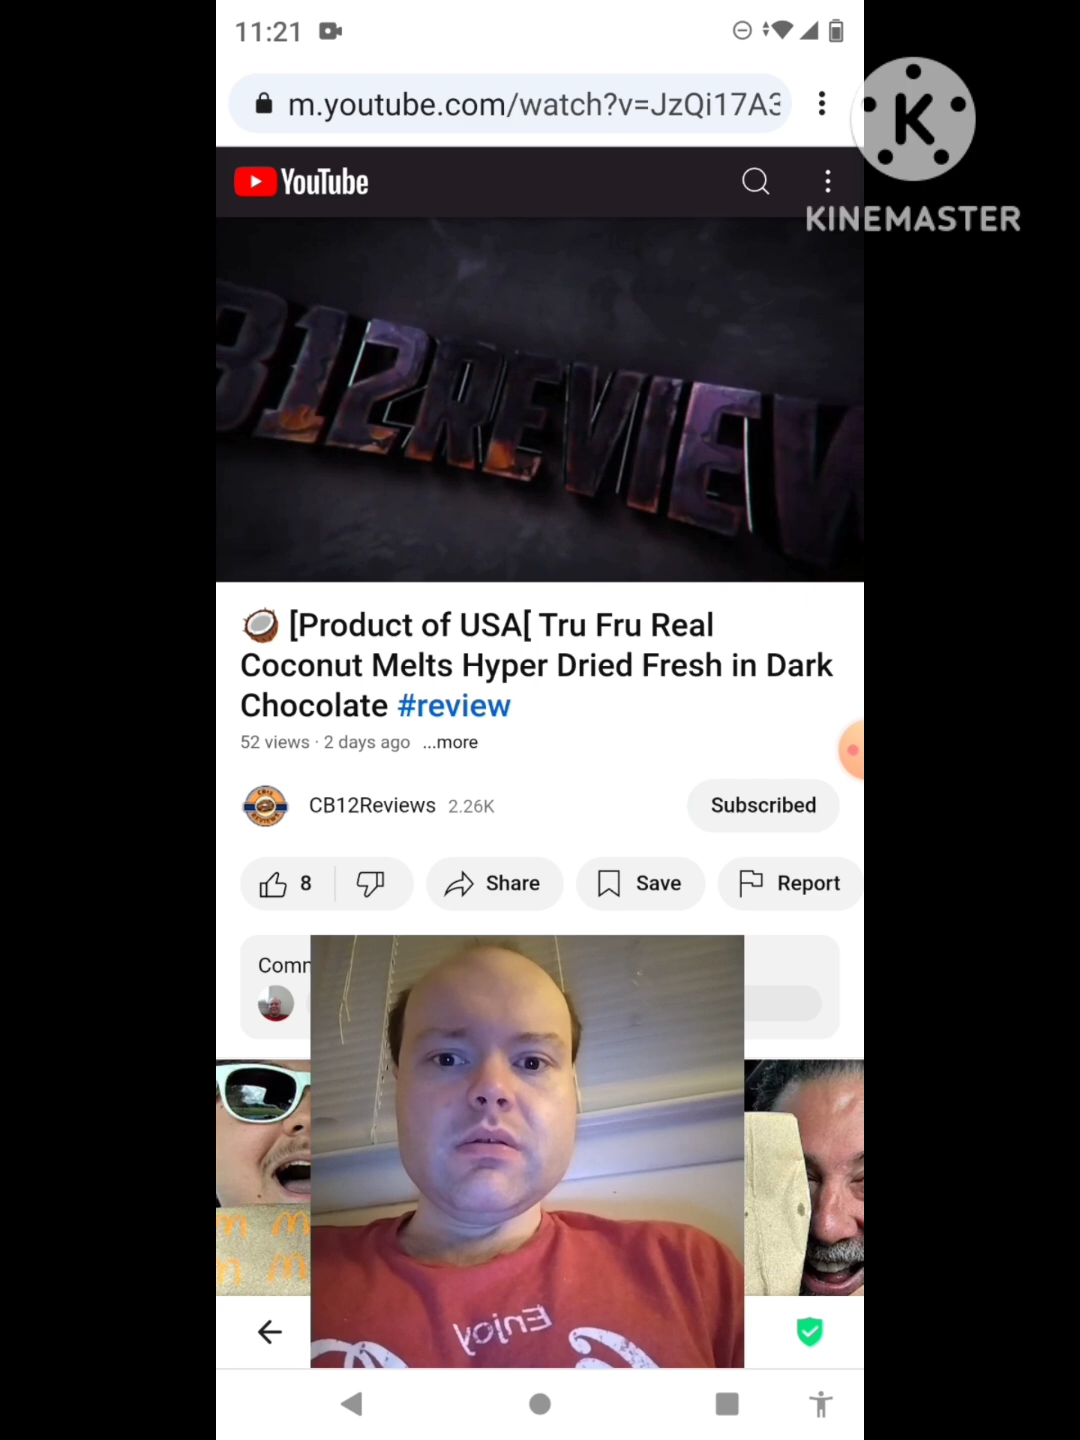 11:21
m.youtube.com/watch?v=JzQi17A3
K
KINEMASTER
YouTube
B12REVIEW
🥥 [Product of USA[ Tru Fru Real
Coconut Melts Hyper Dried Fresh in Dark
Chocolate #review
52 views · 2 days ago ...more
CB12Reviews 2.26K
Subscribed
8
Share
Save
Report
Comm
Enjoy